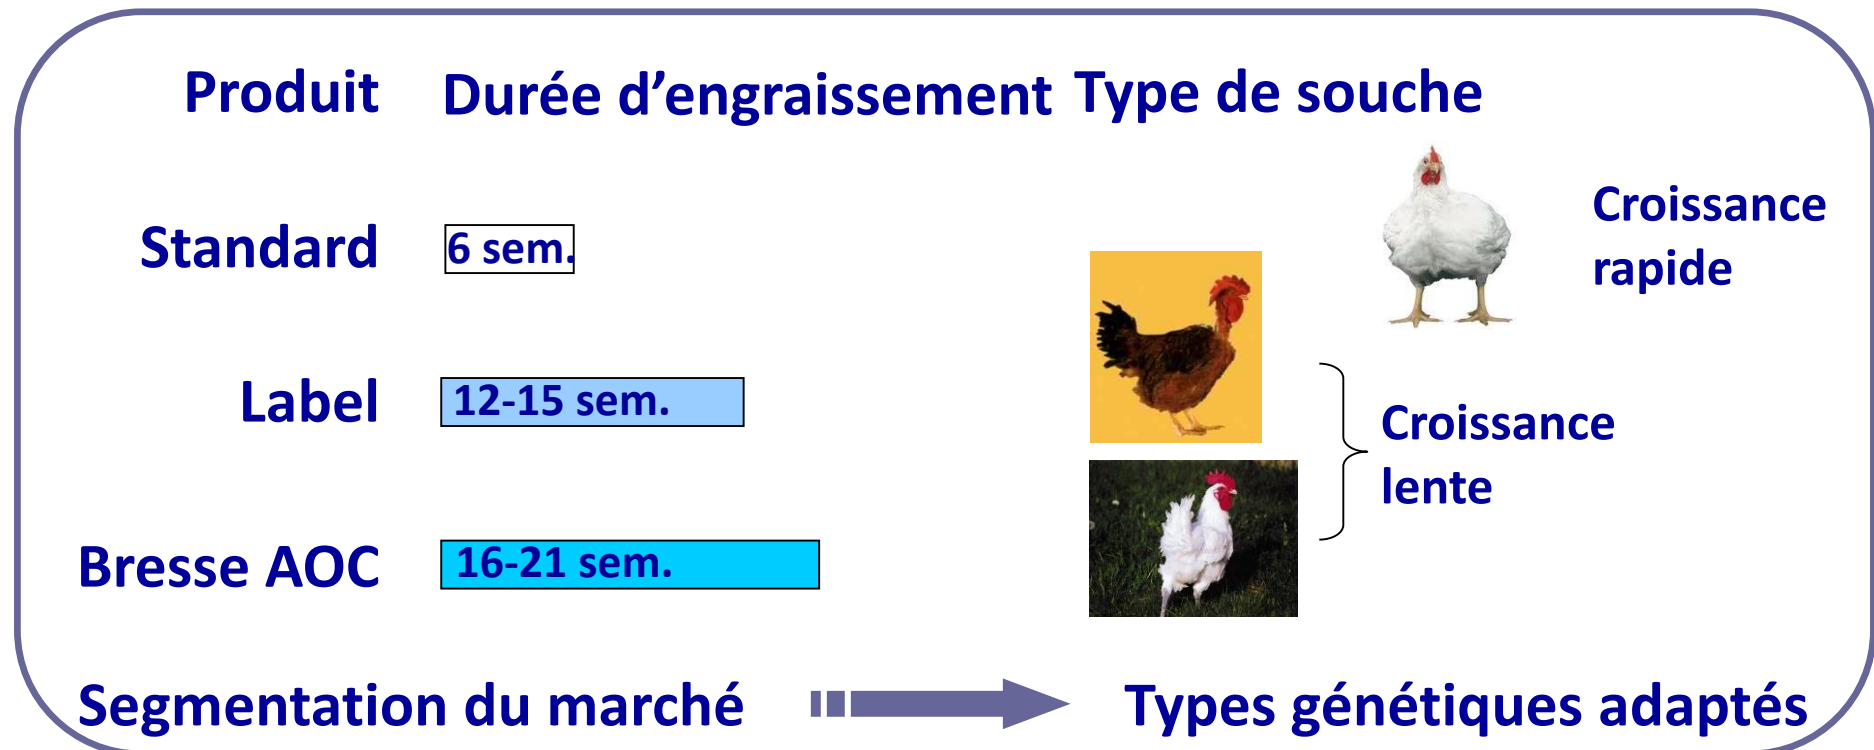 Produit Durée d’engraissement Type de souche
Standard 6 sem.
Croissance
rapide
Label 12-15 sem.
Croissance
lente
Bresse AOC 16-21 sem.
Segmentation du marché Types génétiques adaptés